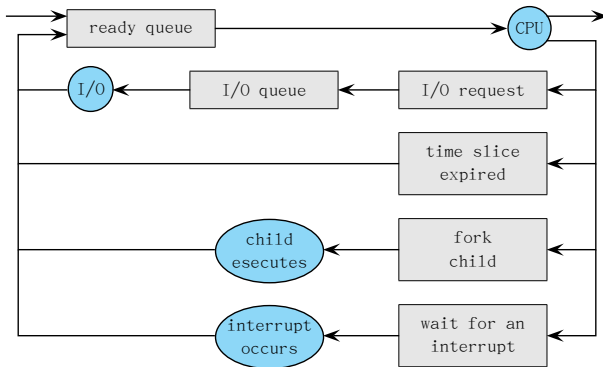 ready queue
CPU
I/O
I/O queue
I/O request
time slice
expired
child
esecutes
fork
child
interrupt
occurs
wait for an
interrupt